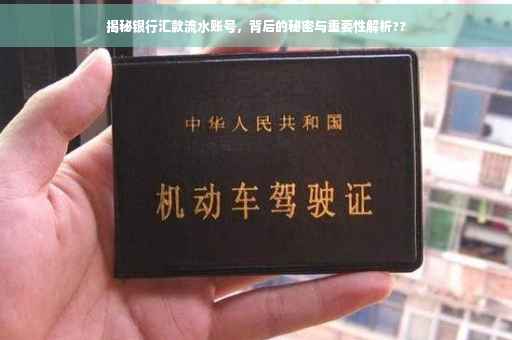 揭秘银行汇款流水账号，背后的秘密与重要性解析??
中华人民共和国
机动车驾驶证